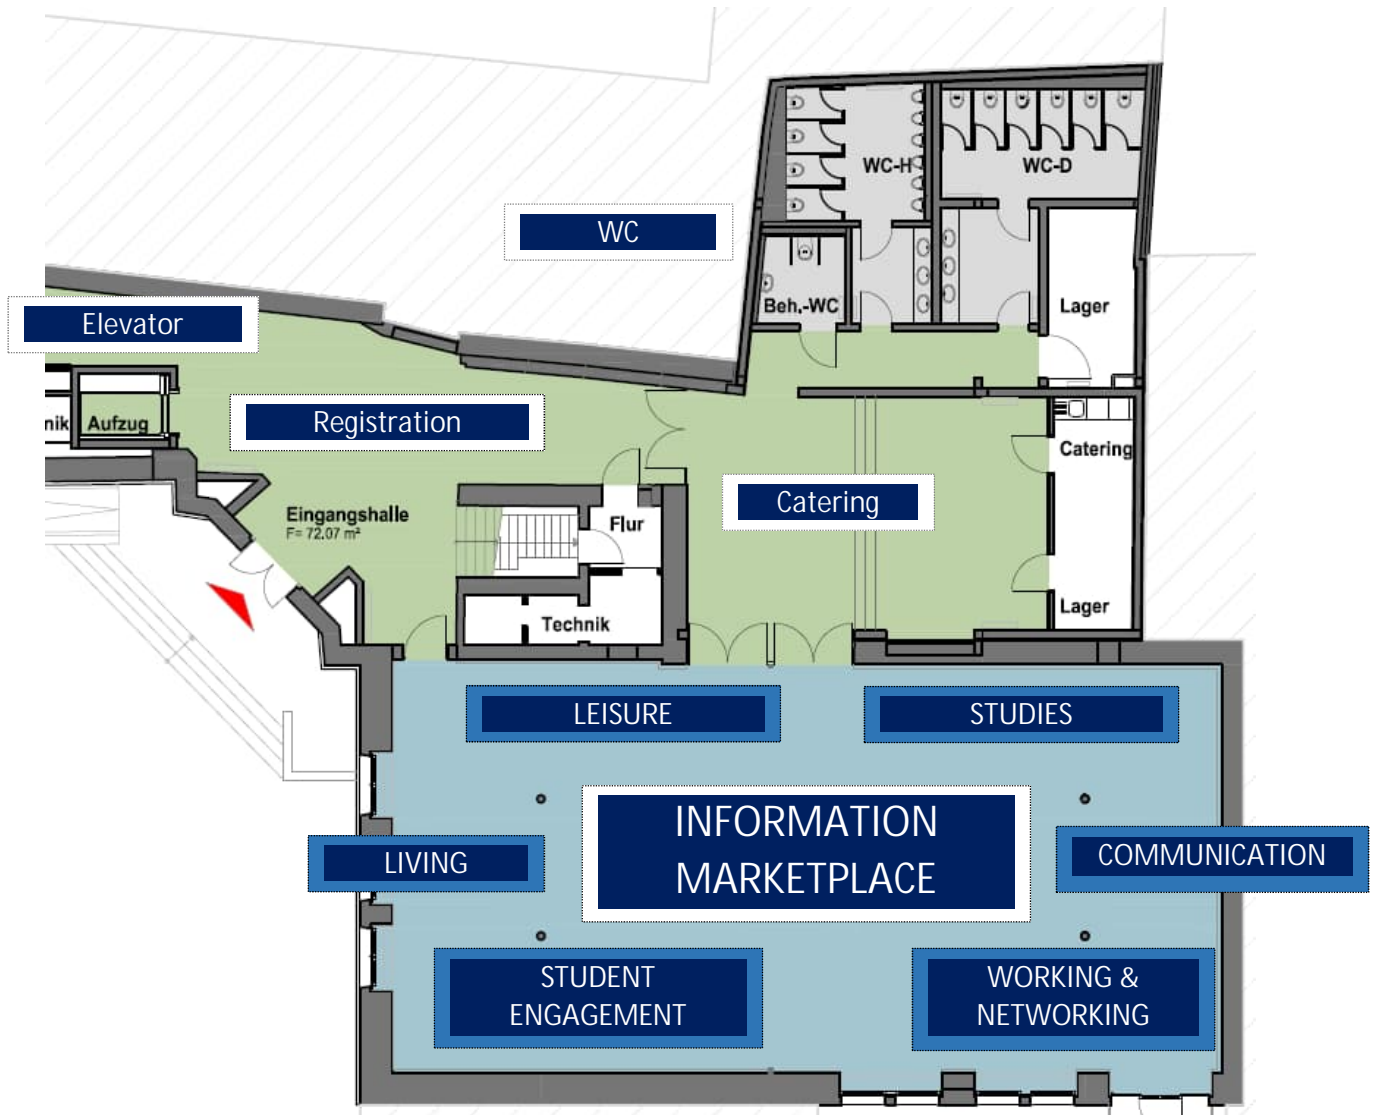 WC-H
WC-D
WC
Beh.-WC
Lager
Elevator
nik
Aufzug
Registration
Catering
Catering
Eingangshalle
F= 72.07 m²
Flur
Lager
Technik
LEISURE
STUDIES
INFORMATION
MARKETPLACE
LIVING
COMMUNICATION
STUDENT
ENGAGEMENT
WORKING &
NETWORKING